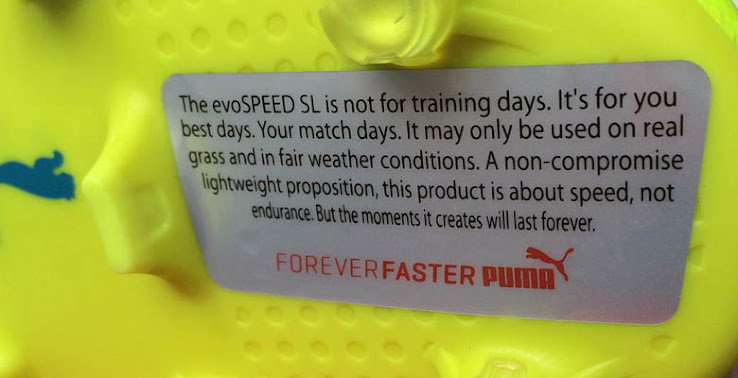 The evoSPEED SL is not for training days. It's for you
best days. Your match days. It may only be used on real
grass and in fair weather conditions. A non-compromise
lightweight proposition, this product is about speed, not
endurance. But the moments it creates will last forever.
FOREVERFASTER PUMA